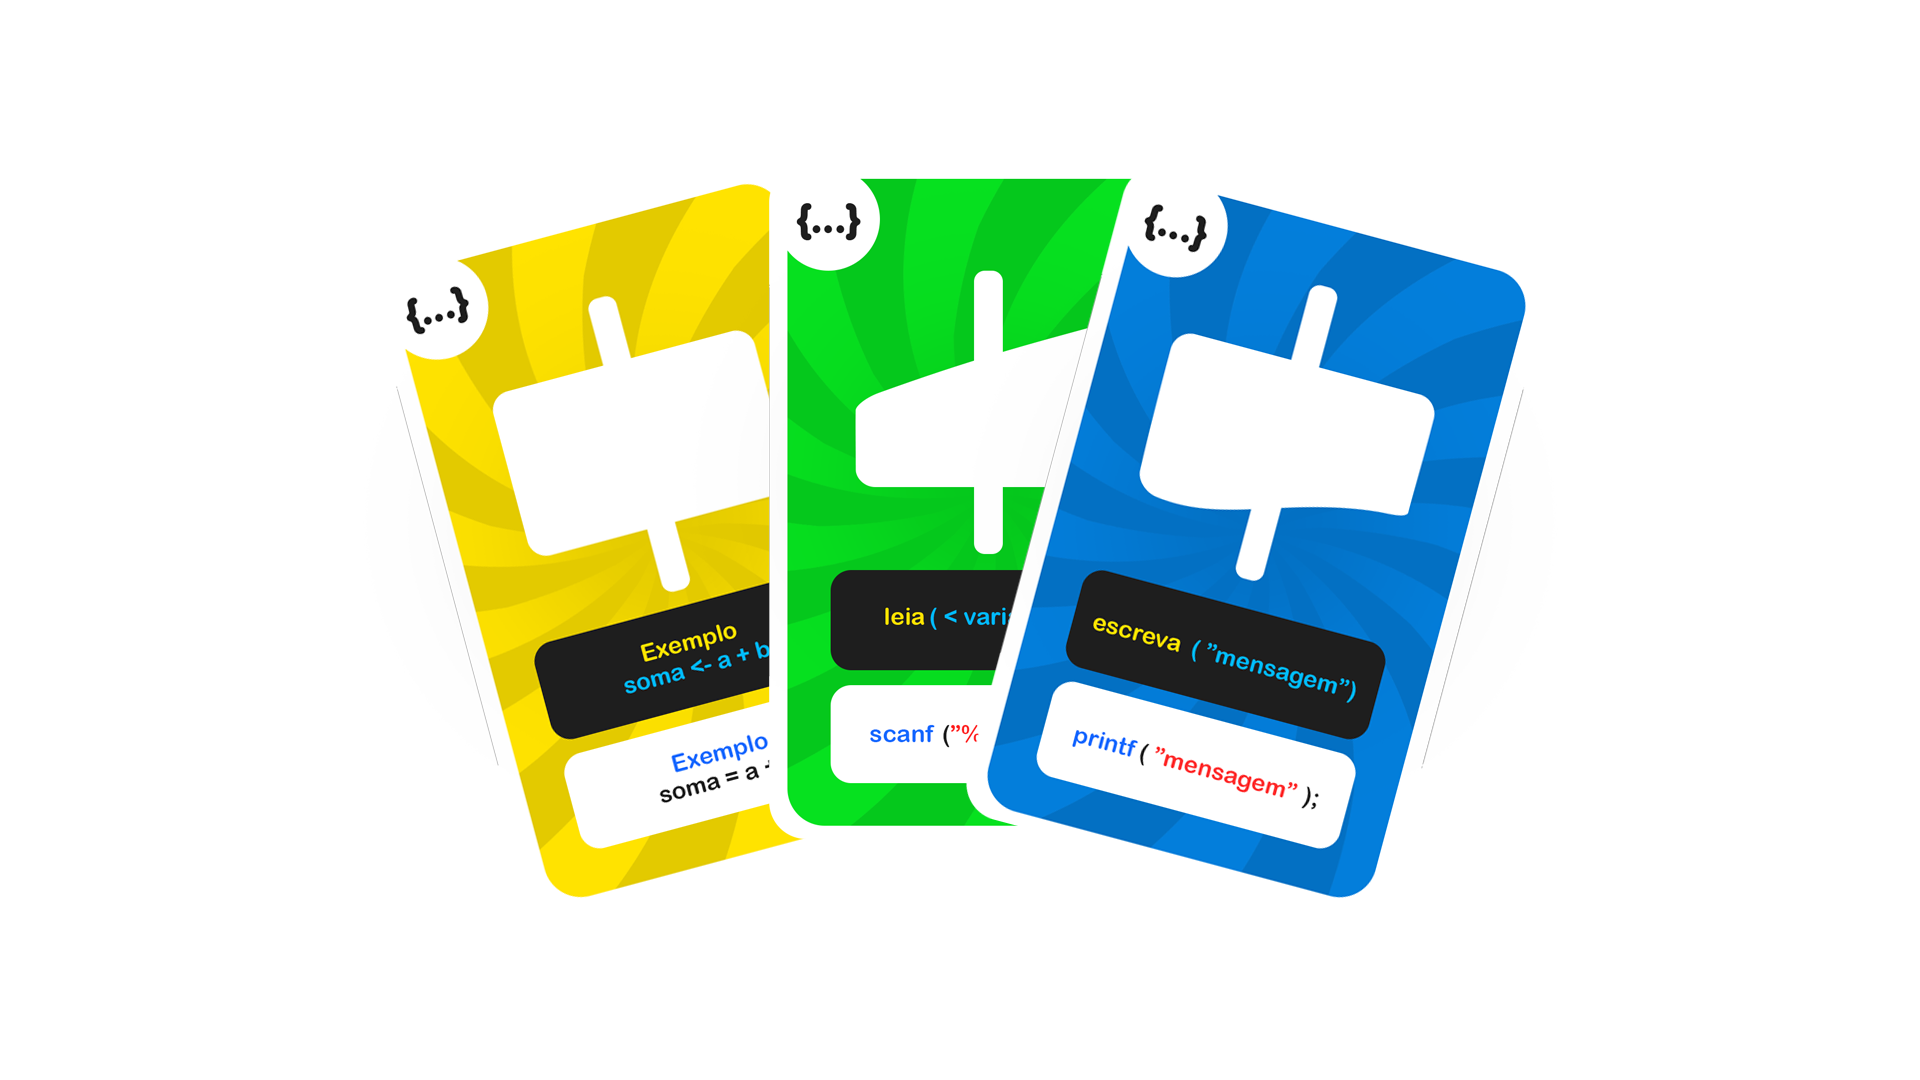 {...}
Exemplo
soma <- a + b
Exemplo
soma = a +
{...}
leia ( < vari
scanf ("%
{...}
escreva ( ”mensagem”)
printf ( ”mensagem” );